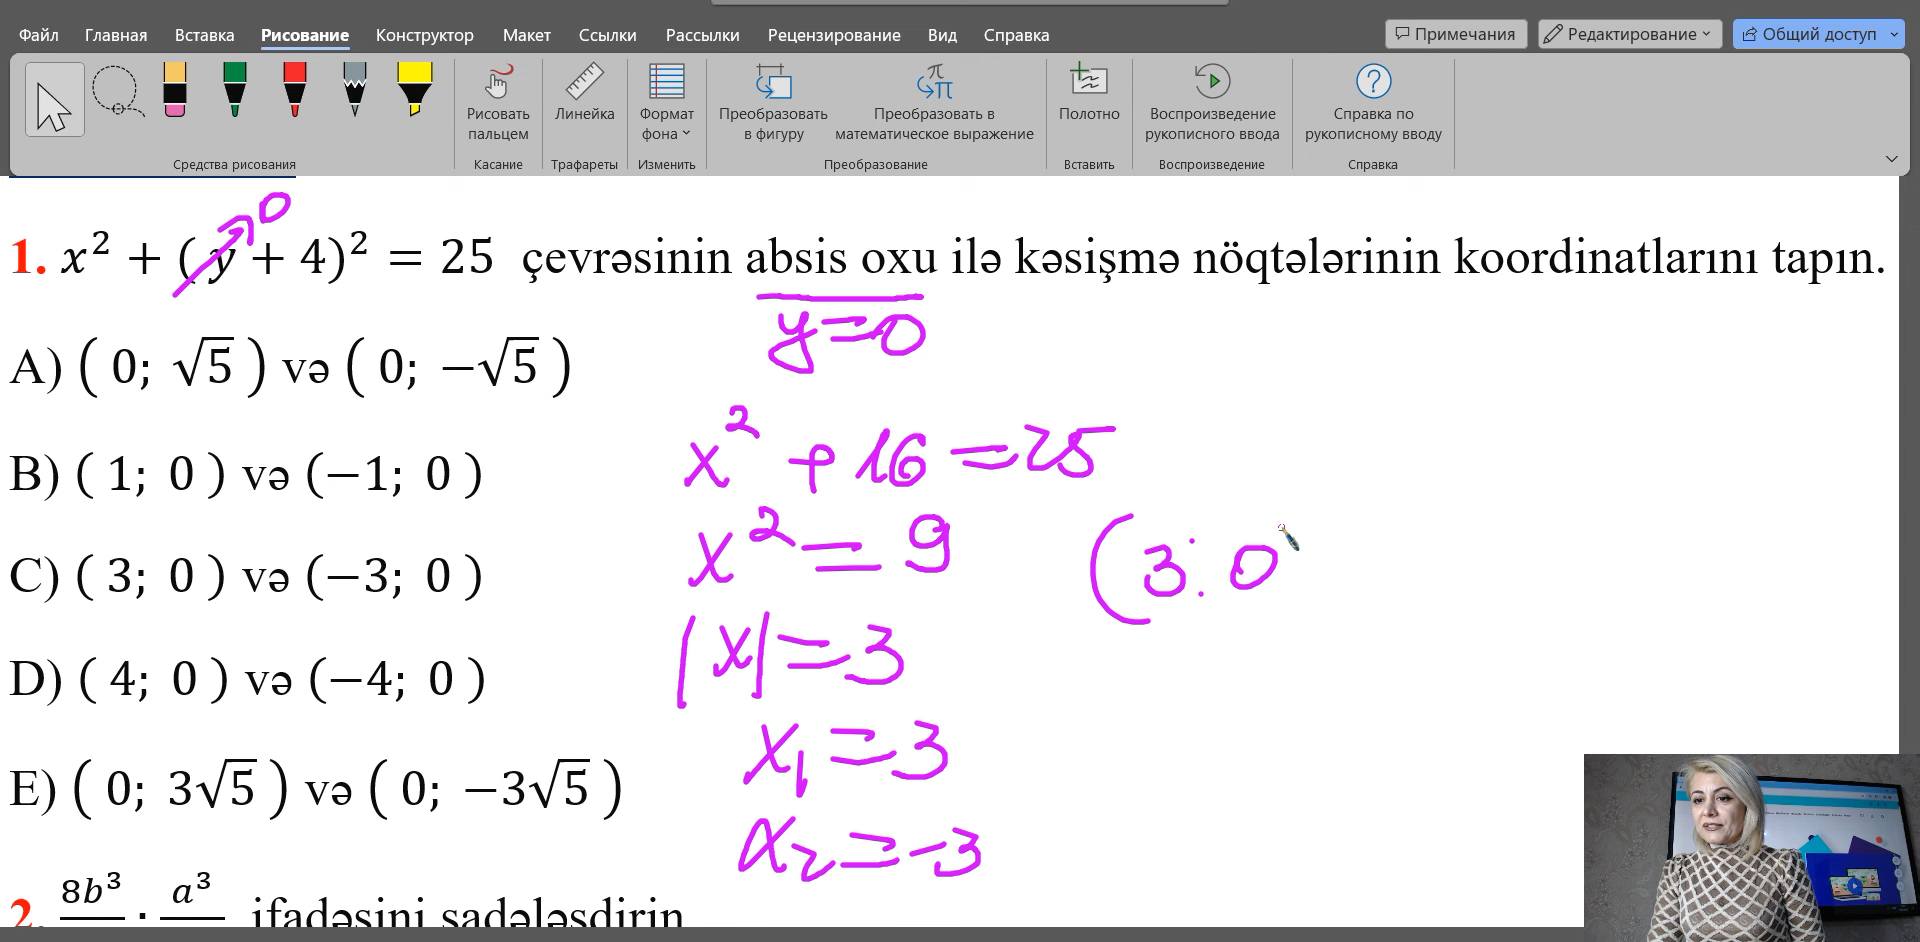 Файл Главная Вставка Рисование Конструктор Макет Ссылки Рассылки Рецензирование Вид Справка Примечания Редактирование Общий доступ
Рисовать пальцем
Линейка
Формат фона
Преобразовать в фигуру
Преобразовать в математическое выражение
Полотно
Воспроизведение рукописного ввода
Справка по рукописному вводу
Средства рисования Касание Трафареты Изменить Преобразование Вставить Воспроизведение Справка
0
1. x² + (y + 4)² = 25 çevrəsinin absis oxu ilə kəsişmə nöqtələrinin koordinatlarını tapın.
y=0
A) ( 0; √5 ) və ( 0; −√5 )
B) ( 1; 0 ) və (−1; 0 )
C) ( 3; 0 ) və (−3; 0 )
D) ( 4; 0 ) və (−4; 0 )
E) ( 0; 3√5 ) və ( 0; −3√5 )
x² + 16 = 25
x² = 9
|x| = 3
x₁ = 3
x₂ = -3
(3; 0
2. 8b³ · a³ ifadəsini sadələşdirin